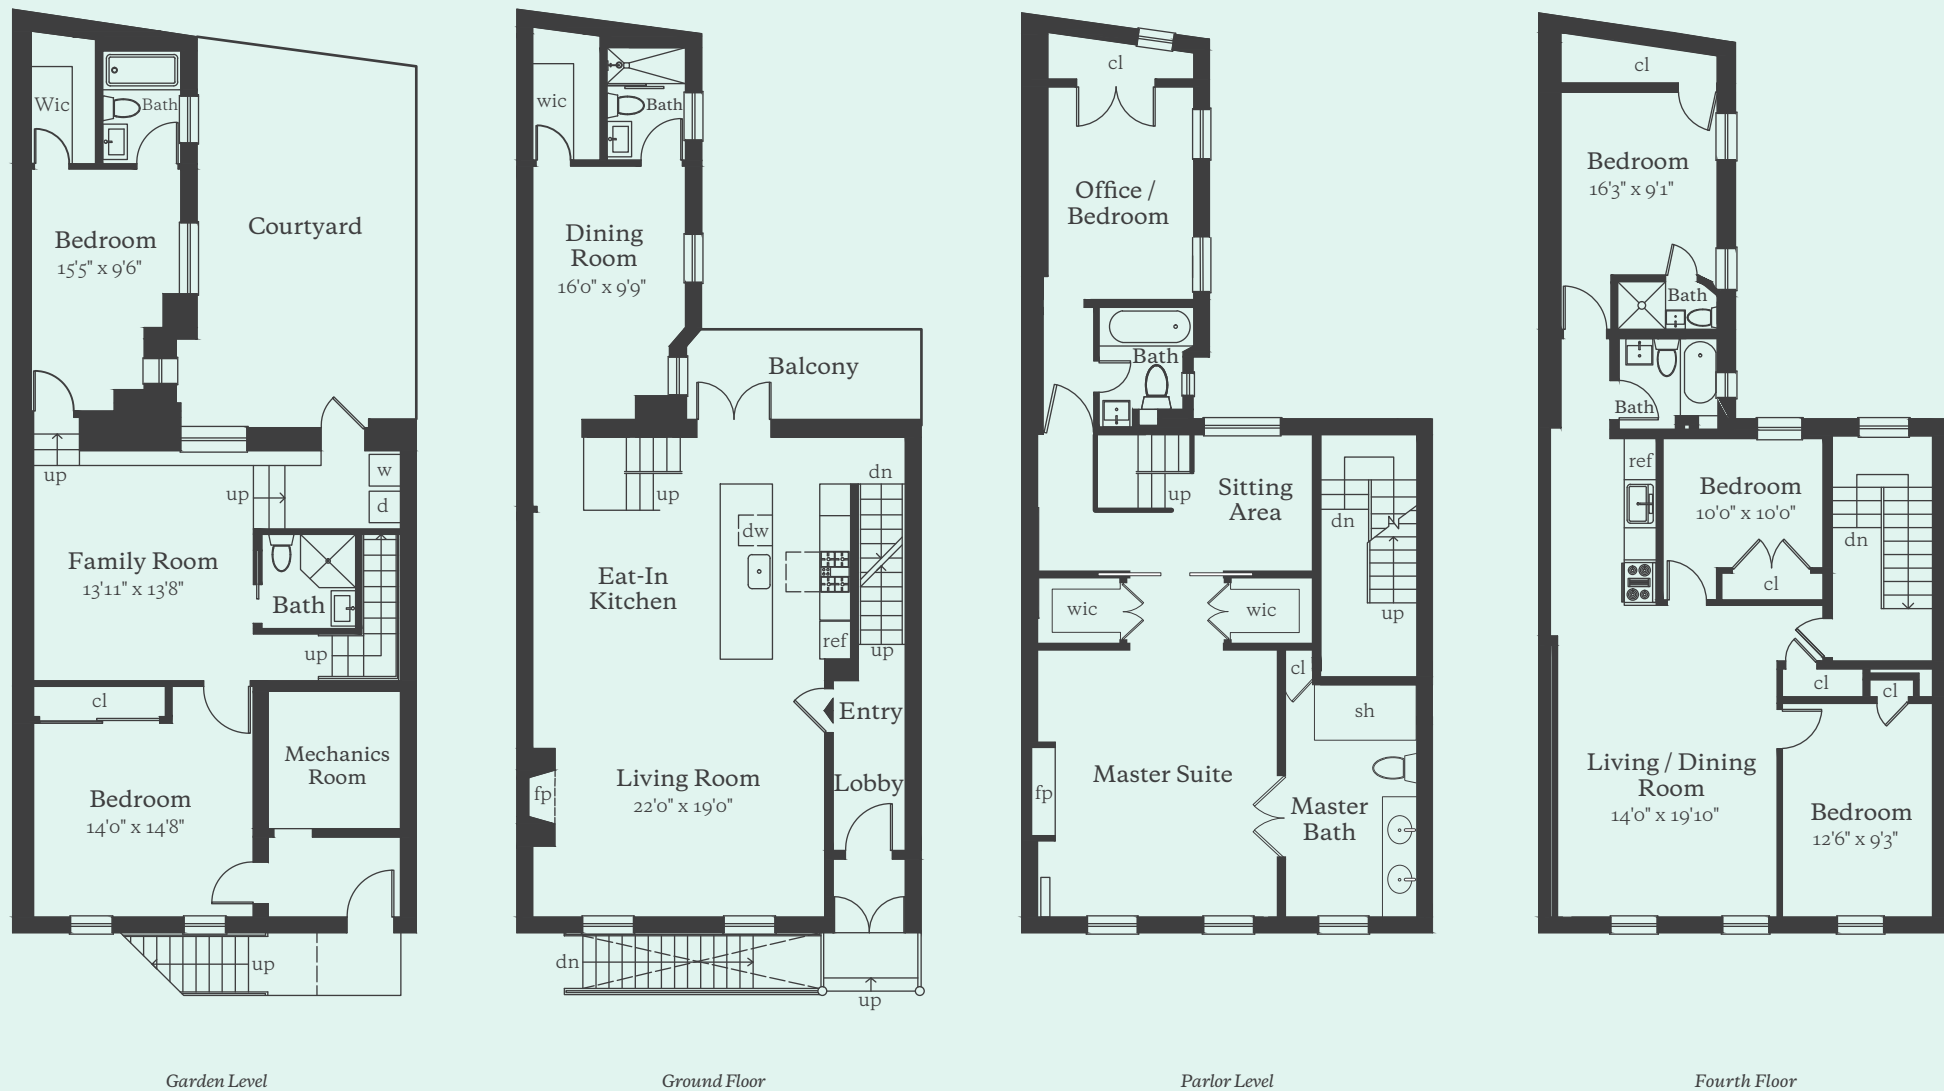 Wic
Bath
Bedroom
15'5" x 9'6"
Courtyard
up
up
w
d
Family Room
13'11" x 13'8"
Bath
up
cl
Mechanics
Room
Bedroom
14'0" x 14'8"
up
Garden Level
wic
Bath
Dining
Room
16'0" x 9'9"
Balcony
up
dn
dw
Eat-In
Kitchen
ref
up
Entry
Living Room
22'0" x 19'0"
fp
Lobby
dn
up
Ground Floor
cl
Office /
Bedroom
Bath
up
Sitting
Area
dn
up
wic
wic
cl
sh
Master Suite
fp
Master
Bath
Parlor Level
cl
Bedroom
16'3" x 9'1"
Bath
Bath
ref
Bedroom
10'0" x 10'0"
dn
cl
cl
cl
Living / Dining
Room
14'0" x 19'10"
Bedroom
12'6" x 9'3"
Fourth Floor